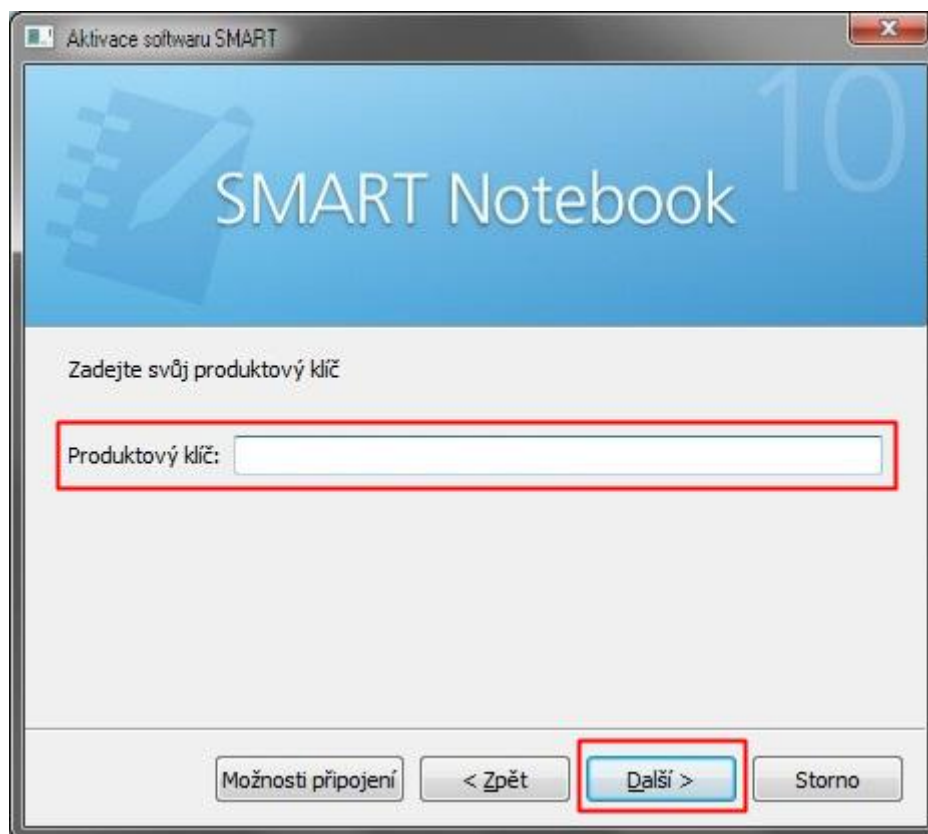 Aktivace softwaru SMART
10
SMART Notebook
Zadejte svůj produktový klíč
Produktový klíč:
Možnosti připojení
< Zpět
Další >
Storno